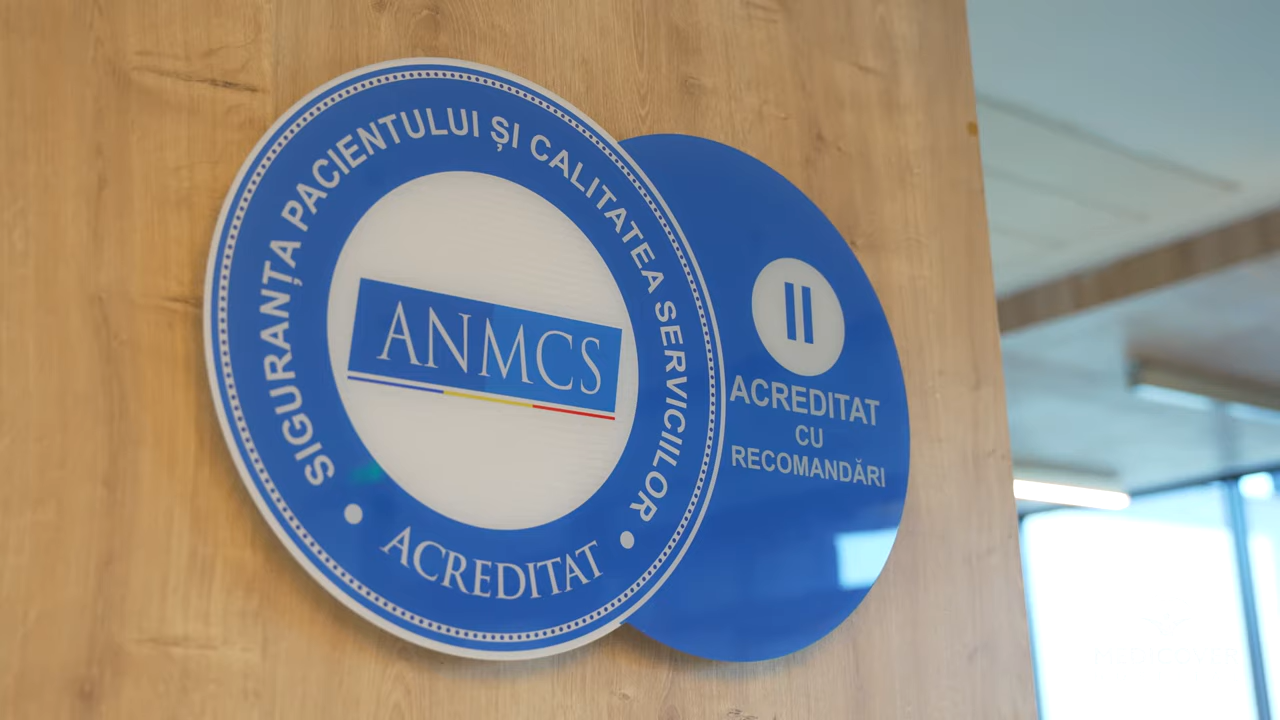 SIGURANȚA PACIENTULUI ȘI CALITATEA SERVICIILOR
ANMCS
• ACREDITAT •
II
ACREDITAT
CU
RECOMANDĂRI